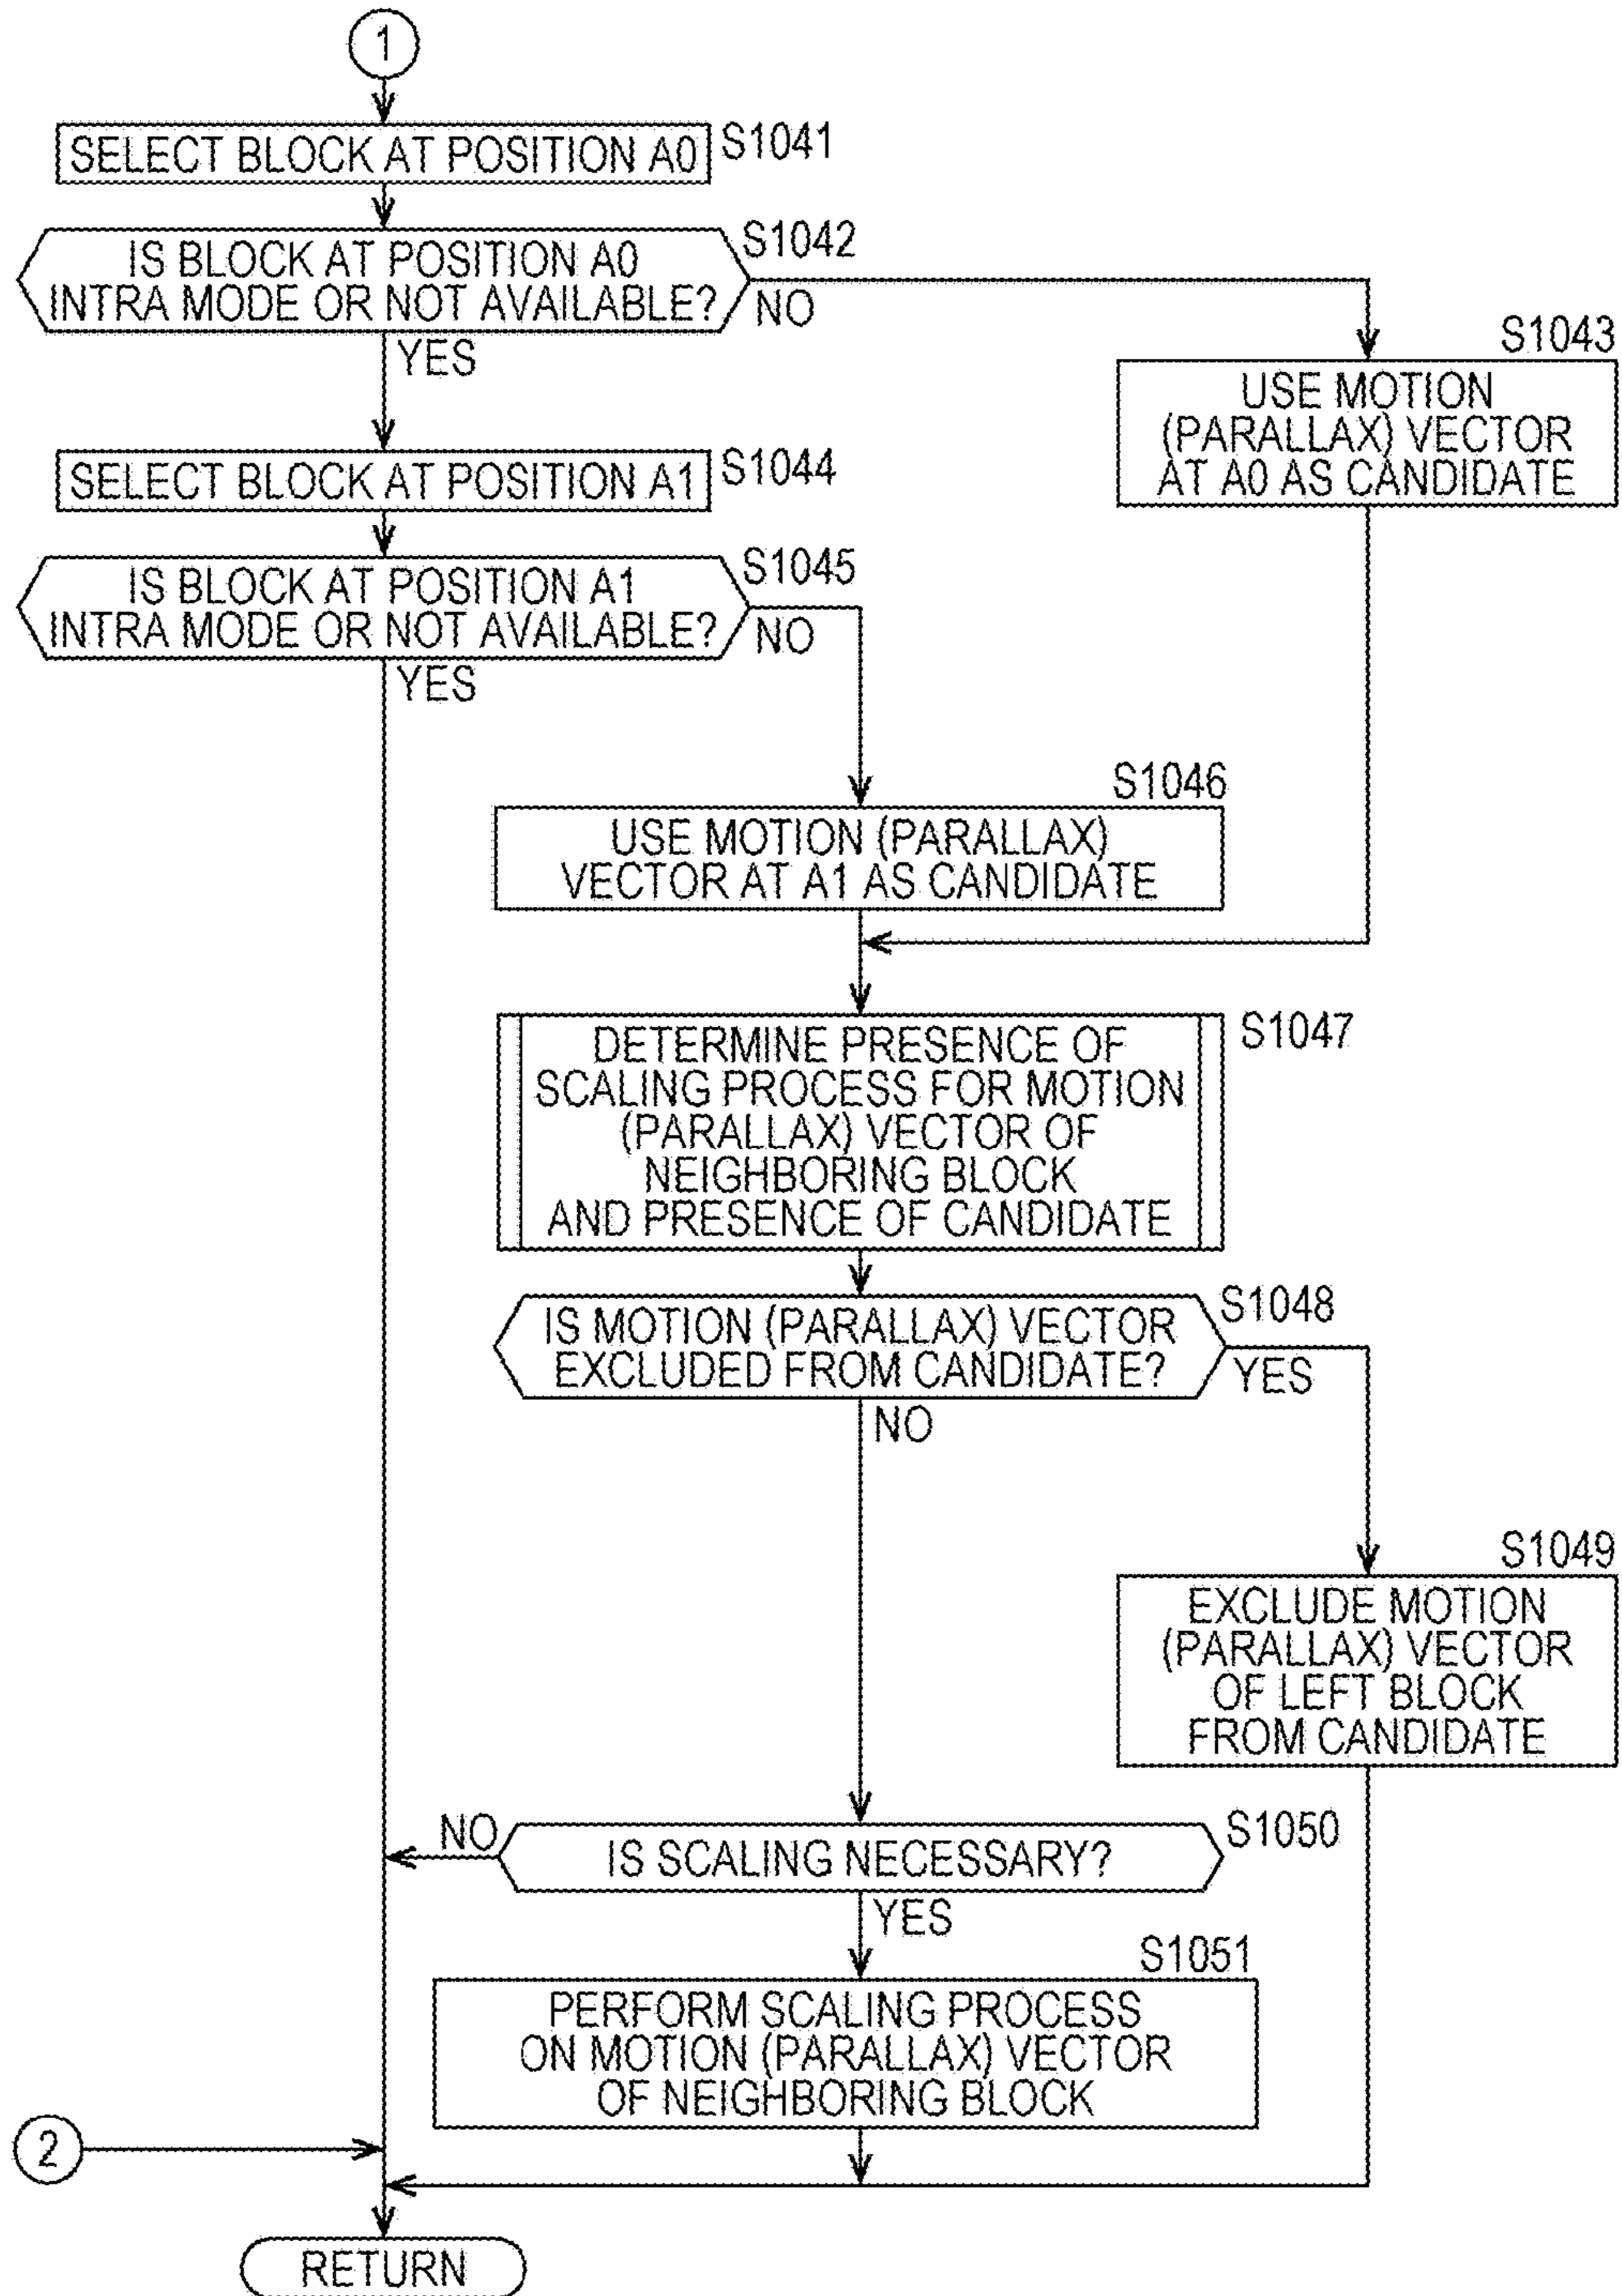 1
SELECT BLOCK AT POSITION A0
S1041
IS BLOCK AT POSITION A0
INTRA MODE OR NOT AVAILABLE?
S1042
NO
YES
S1043
USE MOTION
(PARALLAX) VECTOR
AT A0 AS CANDIDATE
SELECT BLOCK AT POSITION A1
S1044
IS BLOCK AT POSITION A1
INTRA MODE OR NOT AVAILABLE?
S1045
NO
YES
S1046
USE MOTION (PARALLAX)
VECTOR AT A1 AS CANDIDATE
DETERMINE PRESENCE OF
SCALING PROCESS FOR MOTION
(PARALLAX) VECTOR OF
NEIGHBORING BLOCK
AND PRESENCE OF CANDIDATE
S1047
IS MOTION (PARALLAX) VECTOR
EXCLUDED FROM CANDIDATE?
S1048
YES
NO
S1049
EXCLUDE MOTION
(PARALLAX) VECTOR
OF LEFT BLOCK
FROM CANDIDATE
NO
IS SCALING NECESSARY?
S1050
YES
S1051
PERFORM SCALING PROCESS
ON MOTION (PARALLAX) VECTOR
OF NEIGHBORING BLOCK
2
RETURN